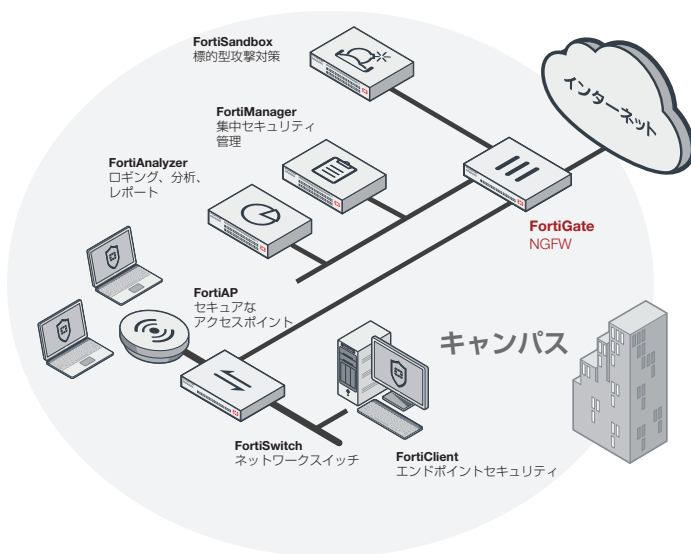 FortiSandbox
標的型攻撃対策
インターネット
FortiManager
集中セキュリティ
管理
FortiAnalyzer
ロギング、分析、
レポート
FortiGate
NGFW
FortiAP
セキュアな
アクセスポイント
キャンパス
FortiSwitch
ネットワークスイッチ
FortiClient
エンドポイントセキュリティ